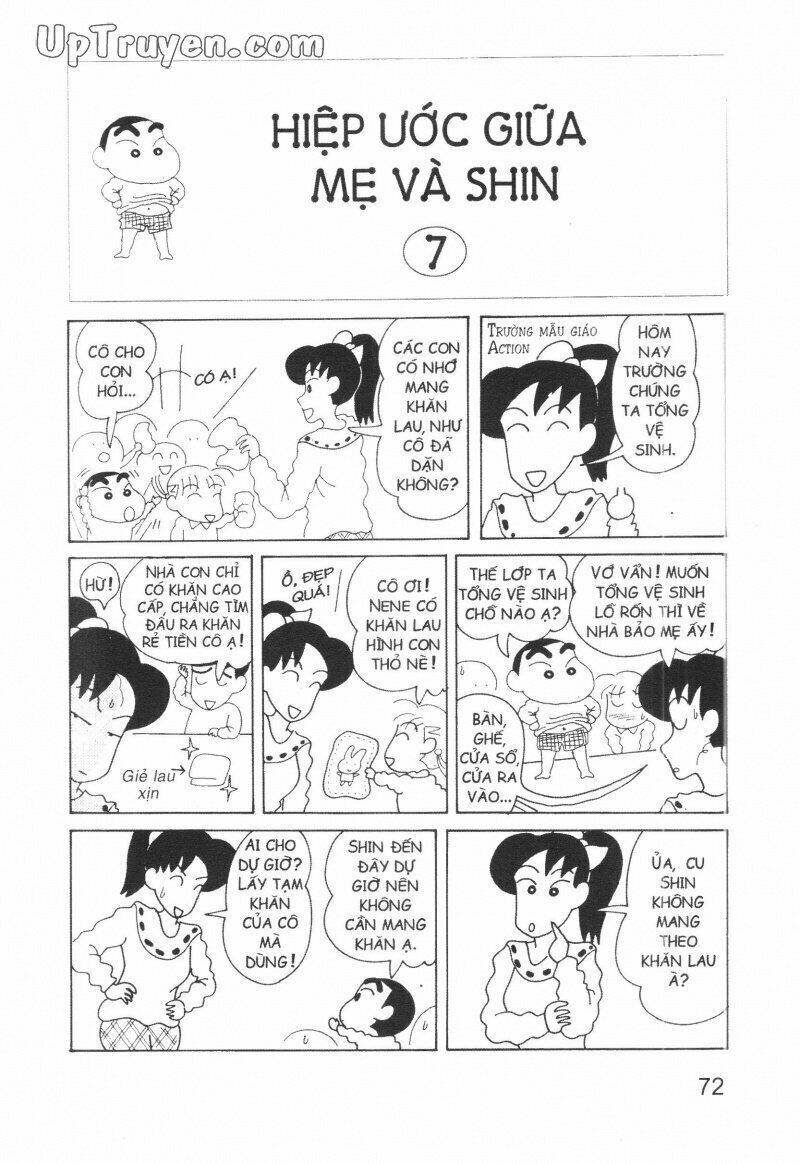 UpTruyen.com
HIỆP ƯỚC GIỮA
MẸ VÀ SHIN
7
TRƯỜNG MẪU GIÁO
ACTION
HÔM
NAY
TRƯỜNG
CHÚNG
TA TỔNG
VỆ
SINH.
CÁC CON
CÓ NHỚ
MANG
KHĂN
LAU, NHƯ
CÔ ĐÃ
DẶN
KHÔNG?
CÓ Ạ!
CÔ CHO
CON
HỎI...
VỚ VẨN! MUỐN
TỔNG VỆ SINH
LỖ RỐN THÌ VỀ
NHÀ BẢO MẸ ẤY!
THẾ LỚP TA
TỔNG VỆ SINH
CHỖ NÀO Ạ?
BÀN,
GHẾ,
CỬA SỔ,
CỬA RA
VÀO...
CÔ ƠI!
NENE CÓ
KHĂN LAU
HÌNH CON
THỎ NÈ!
Ồ, ĐẸP
QUÁ!
NHÀ CON CHỈ
CÓ KHĂN CAO
CẤP, CHẲNG TÌM
ĐÂU RA KHĂN
RẺ TIỀN CÔ Ạ!
HỪ!
Giẻ lau
xịn
ỦA, CU
SHIN
KHÔNG
MANG
THEO
KHĂN LAU
À?
SHIN ĐẾN
ĐÂY DỰ
GIỜ NÊN
KHÔNG
CẦN MANG
KHĂN Ạ.
AI CHO
DỰ GIỜ?
LẤY TẠM
KHĂN
CỦA CÔ
MÀ
DÙNG!
72